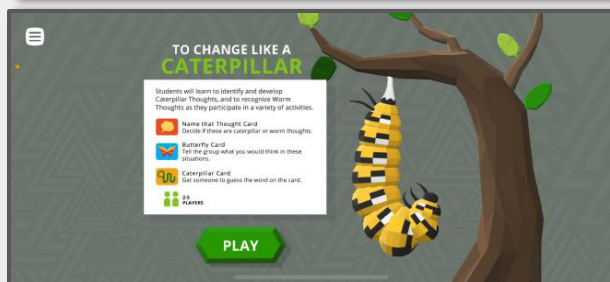 TO CHANGE LIKE A
CATERPILLAR
Students will learn to identify and develop
Caterpillar Thoughts, and to recognize Worm
Thoughts as they participate in a variety of activities.
Name that Thought Card
Decide if these are caterpillar or worm thoughts.
Butterfly Card
Tell the group what you would think in these
situations.
Caterpillar Card
Get someone to guess the word on the card.
2-5
PLAYERS
PLAY